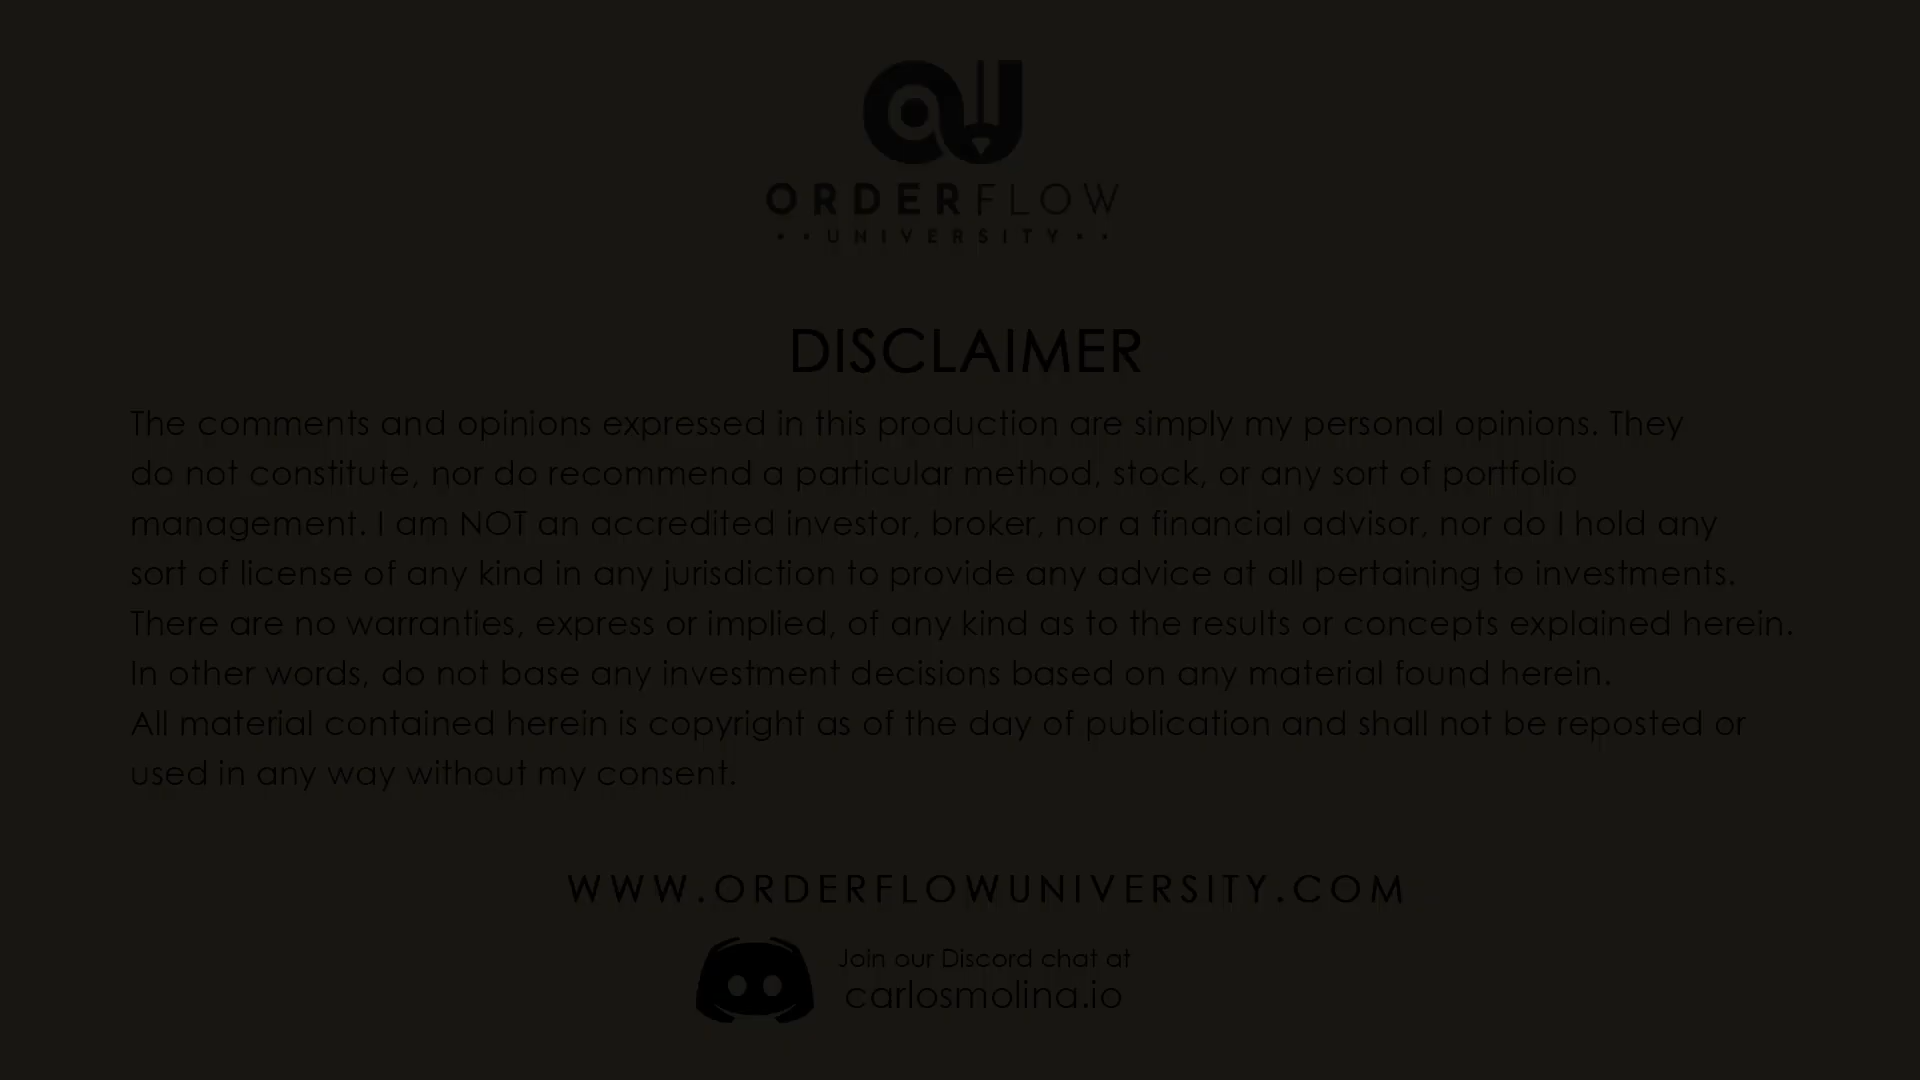 ORDERFLOW
UNIVERSITY
DISCLAIMER
The comments and opinions expressed in this production are simply my personal opinions. They
do not constitute, nor do recommend a particular method, stock, or any sort of portfolio
management. I am NOT an accredited investor, broker, nor a financial advisor, nor do I hold any
sort of license of any kind in any jurisdiction to provide any advice at all pertaining to investments.
There are no warranties, express or implied, of any kind as to the results or concepts explained herein.
In other words, do not base any investment decisions based on any material found herein.
All material contained herein is copyright as of the day of publication and shall not be reposted or
used in any way without my consent.
WWW.ORDERFLOWUNIVERSITY.COM
Join our Discord chat at
carlosmolina.io